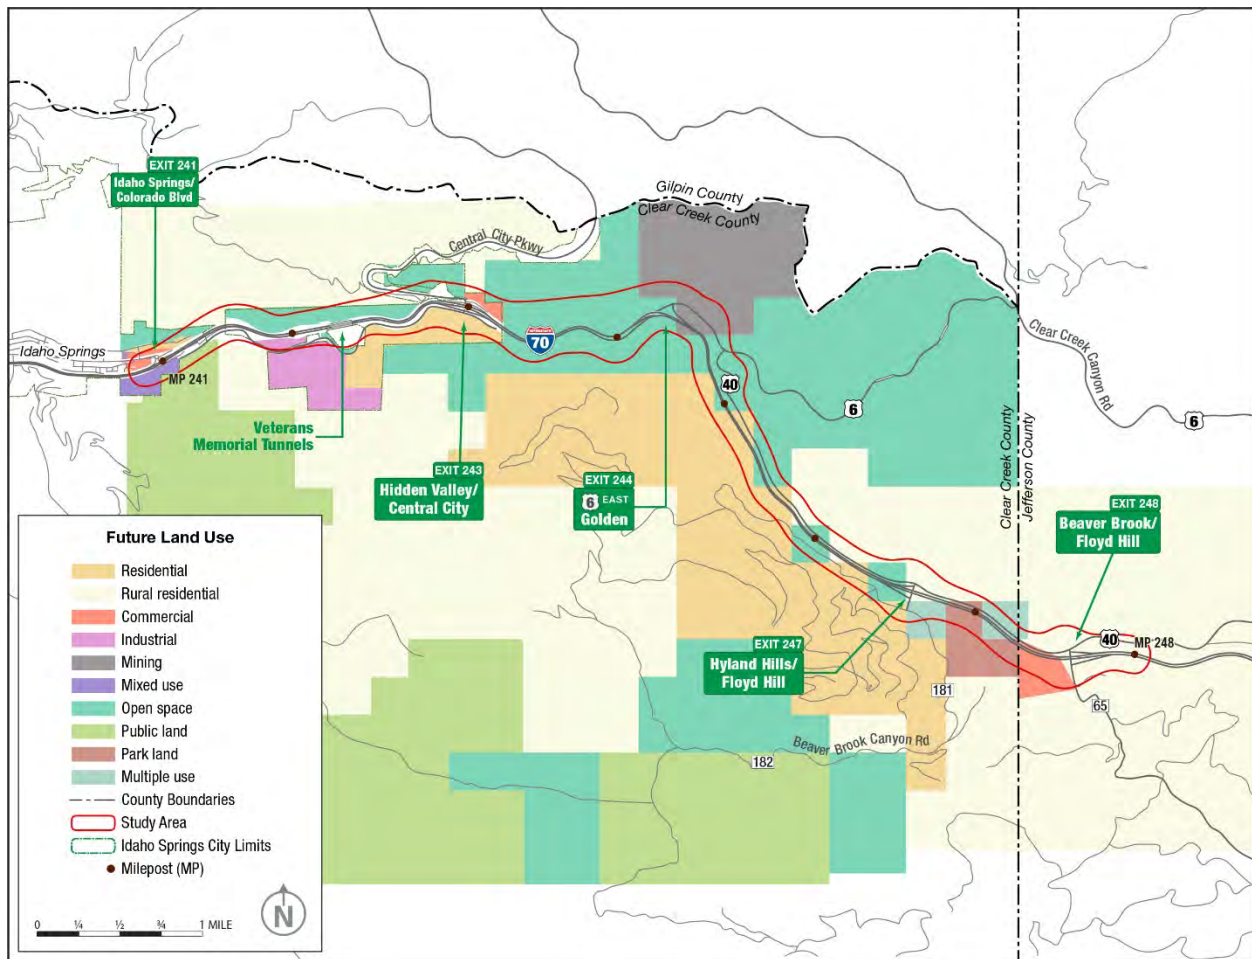 Gilpin County
Clear Creek County
EXIT 241
Idaho Springs/
Colorado Blvd
Central City Pkwy
Idaho Springs
MP 241
INTERSTATE
70
40
6
Clear Creek
Canyon Rd
6
Veterans
Memorial Tunnels
EXIT 243
Hidden Valley/
Central City
EXIT 244
6 EAST
Golden
Clear Creek County
Jefferson County
EXIT 248
Beaver Brook/
Floyd Hill
40
MP 248
EXIT 247
Hyland Hills/
Floyd Hill
181
65
Beaver Brook Canyon Rd
182
Future Land Use
Residential
Rural residential
Commercial
Industrial
Mining
Mixed use
Open space
Public land
Park land
Multiple use
County Boundaries
Study Area
Idaho Springs City Limits
Milepost (MP)
N
0 ¼ ½ ¾ 1 MILE